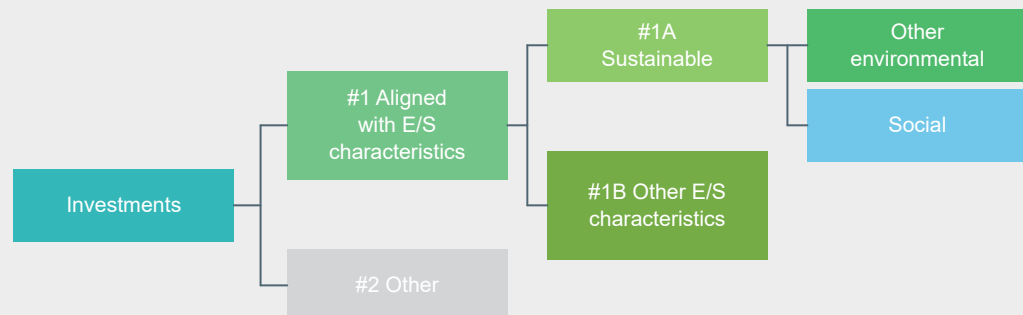 Investments
#1 Aligned
with E/S
characteristics
#2 Other
#1A
Sustainable
#1B Other E/S
characteristics
Other
environmental
Social